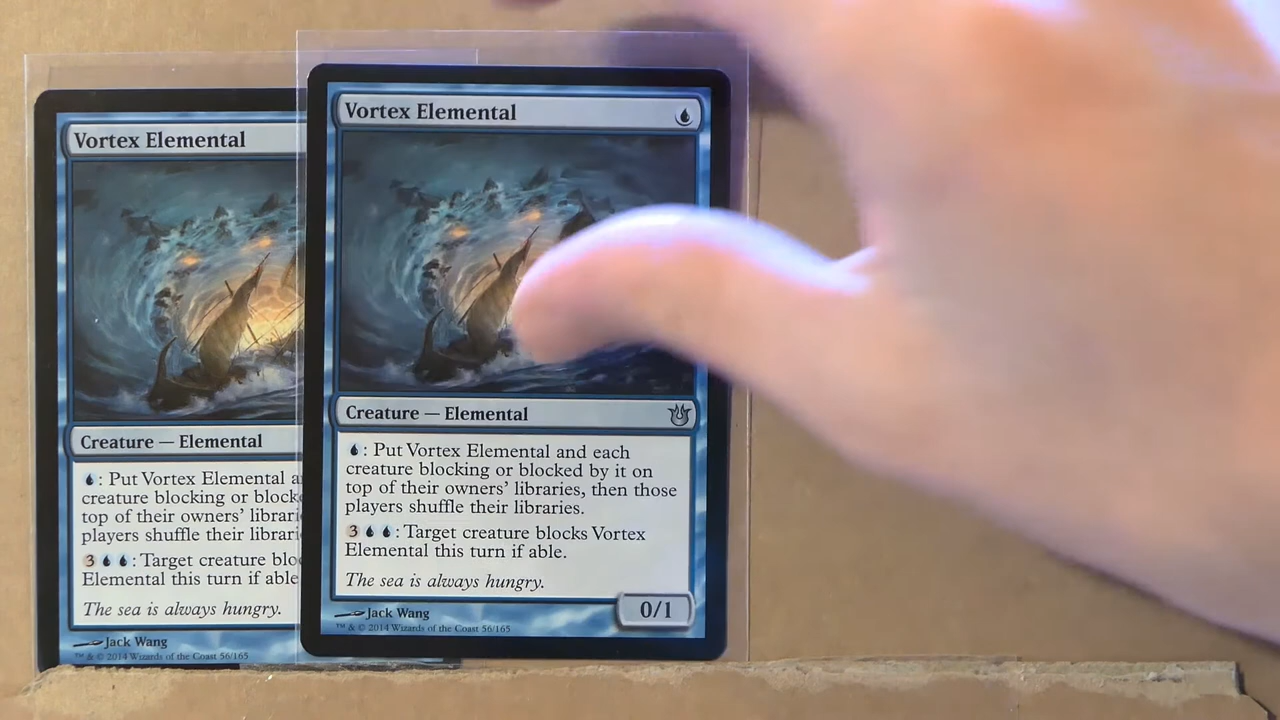 Vortex Elemental
Creature — Elemental
: Put Vortex Elemental a
creature blocking or block
top of their owners' librari
players shuffle their librari
3 : Target creature blo
Elemental this turn if able
The sea is always hungry.
Jack Wang
™ & © 2014 Wizards of the Coast 56/165
Vortex Elemental
Creature — Elemental
: Put Vortex Elemental and each
creature blocking or blocked by it on
top of their owners' libraries, then those
players shuffle their libraries.
3 : Target creature blocks Vortex
Elemental this turn if able.
The sea is always hungry.
0/1
Jack Wang
™ & © 2014 Wizards of the Coast 56/165